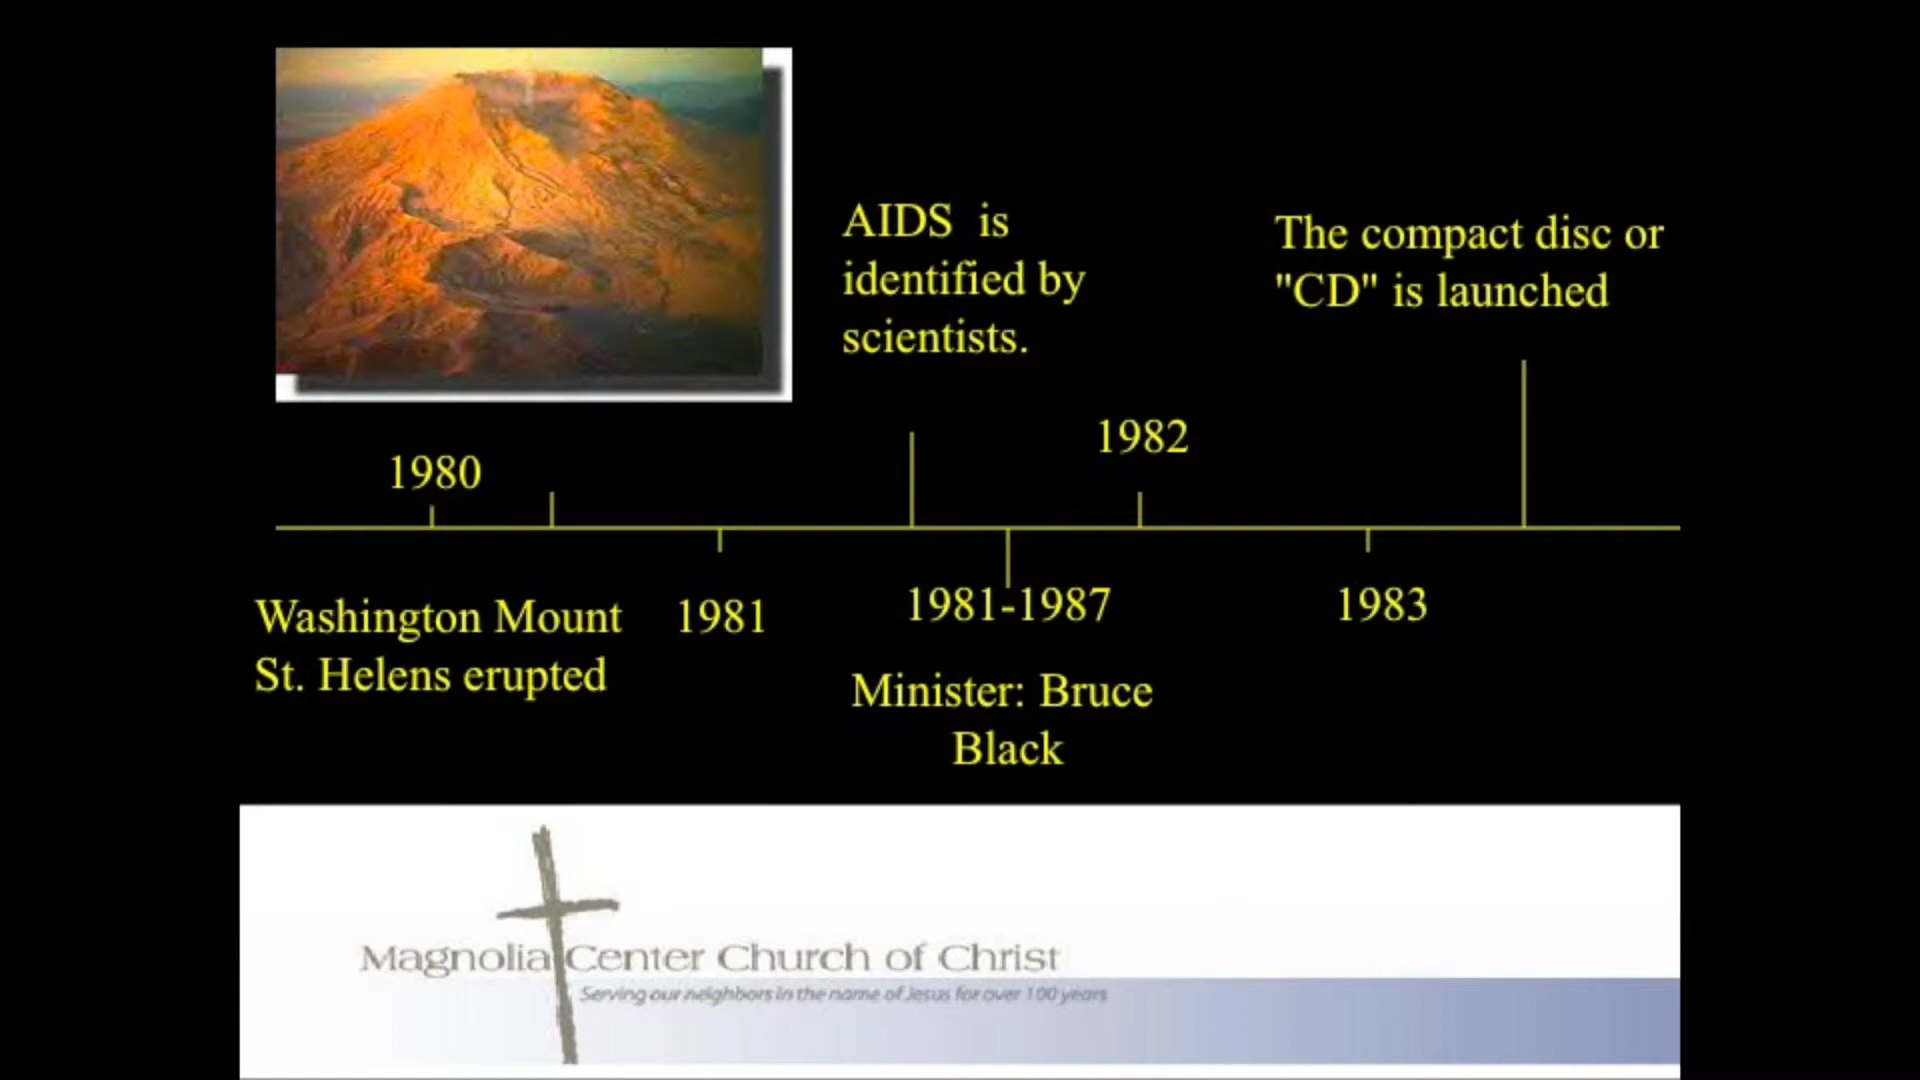 AIDS is
identified by
scientists.
The compact disc or
"CD" is launched
1980
1982
Washington Mount
St. Helens erupted
1981
1981-1987
1983
Minister: Bruce
Black
Magnolia Center Church of Christ
Serving our neighbors in the name of Jesus for over 100 years